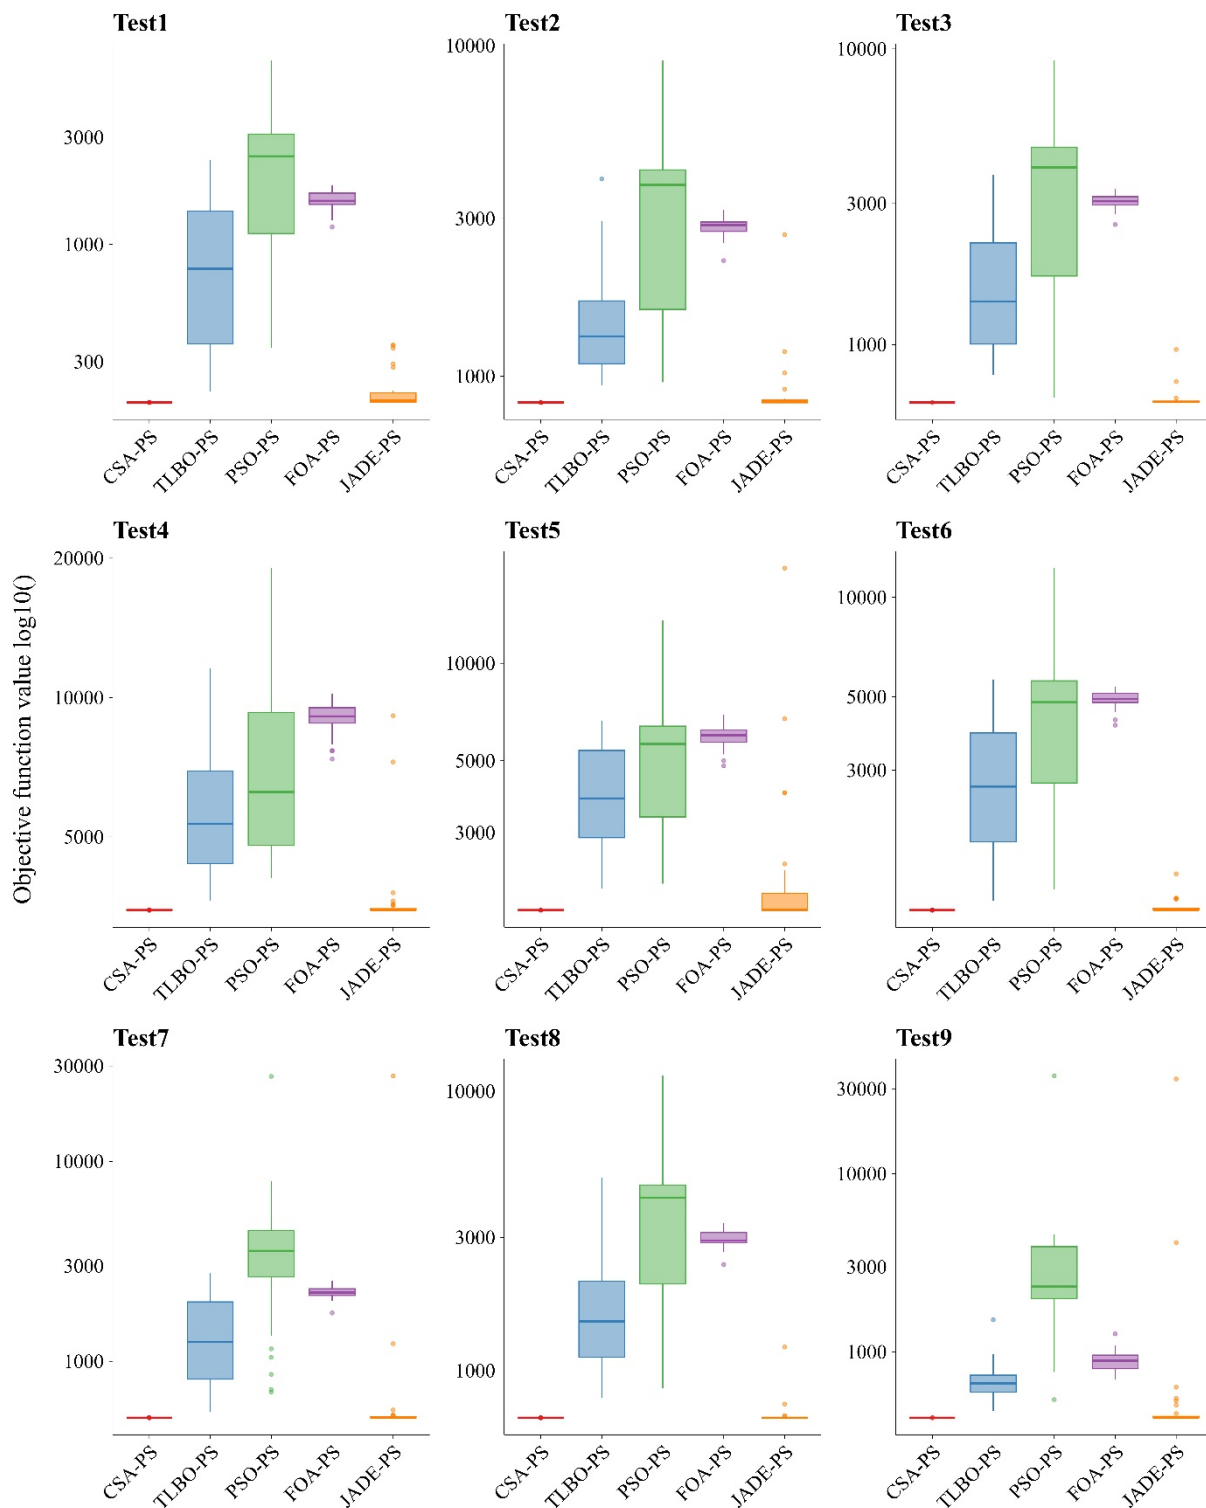 Test1
3000
1000
300
CSA-PS
TLBO-PS
PSO-PS
FOA-PS
JADE-PS
Test2
10000
3000
1000
CSA-PS
TLBO-PS
PSO-PS
FOA-PS
JADE-PS
Test3
10000
3000
1000
CSA-PS
TLBO-PS
PSO-PS
FOA-PS
JADE-PS
Objective function value log10()
Test4
20000
10000
5000
CSA-PS
TLBO-PS
PSO-PS
FOA-PS
JADE-PS
Test5
10000
5000
3000
CSA-PS
TLBO-PS
PSO-PS
FOA-PS
JADE-PS
Test6
10000
5000
3000
CSA-PS
TLBO-PS
PSO-PS
FOA-PS
JADE-PS
Test7
30000
10000
3000
1000
CSA-PS
TLBO-PS
PSO-PS
FOA-PS
JADE-PS
Test8
10000
3000
1000
CSA-PS
TLBO-PS
PSO-PS
FOA-PS
JADE-PS
Test9
30000
10000
3000
1000
CSA-PS
TLBO-PS
PSO-PS
FOA-PS
JADE-PS